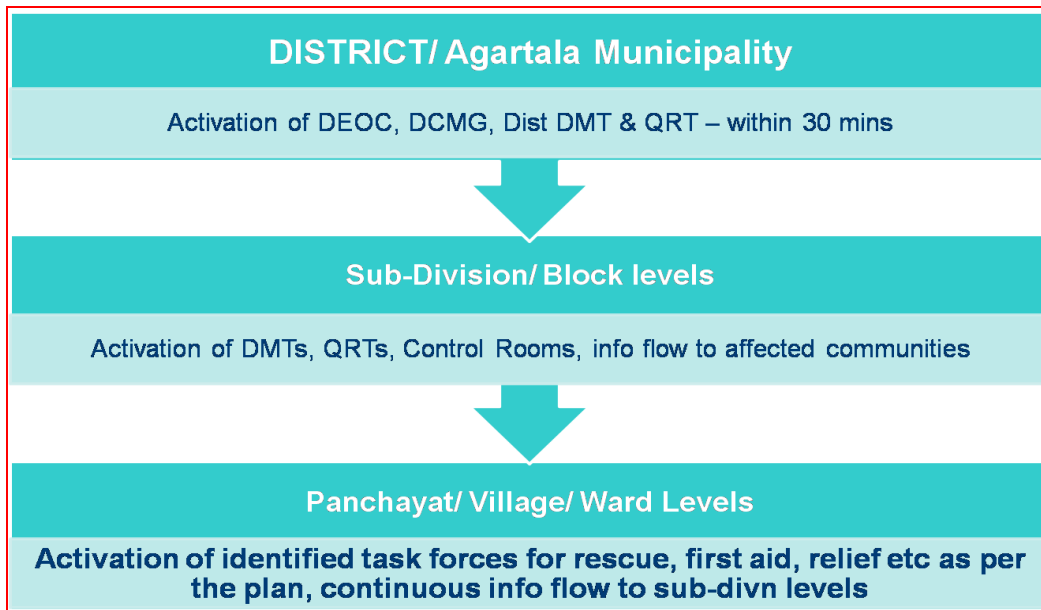 DISTRICT/ Agartala Municipality
Activation of DEOC, DCMG, Dist DMT & QRT – within 30 mins
Sub-Division/ Block levels
Activation of DMTs, QRTs, Control Rooms, info flow to affected communities
Panchayat/ Village/ Ward Levels
Activation of identified task forces for rescue, first aid, relief etc as per
the plan, continuous info flow to sub-divn levels